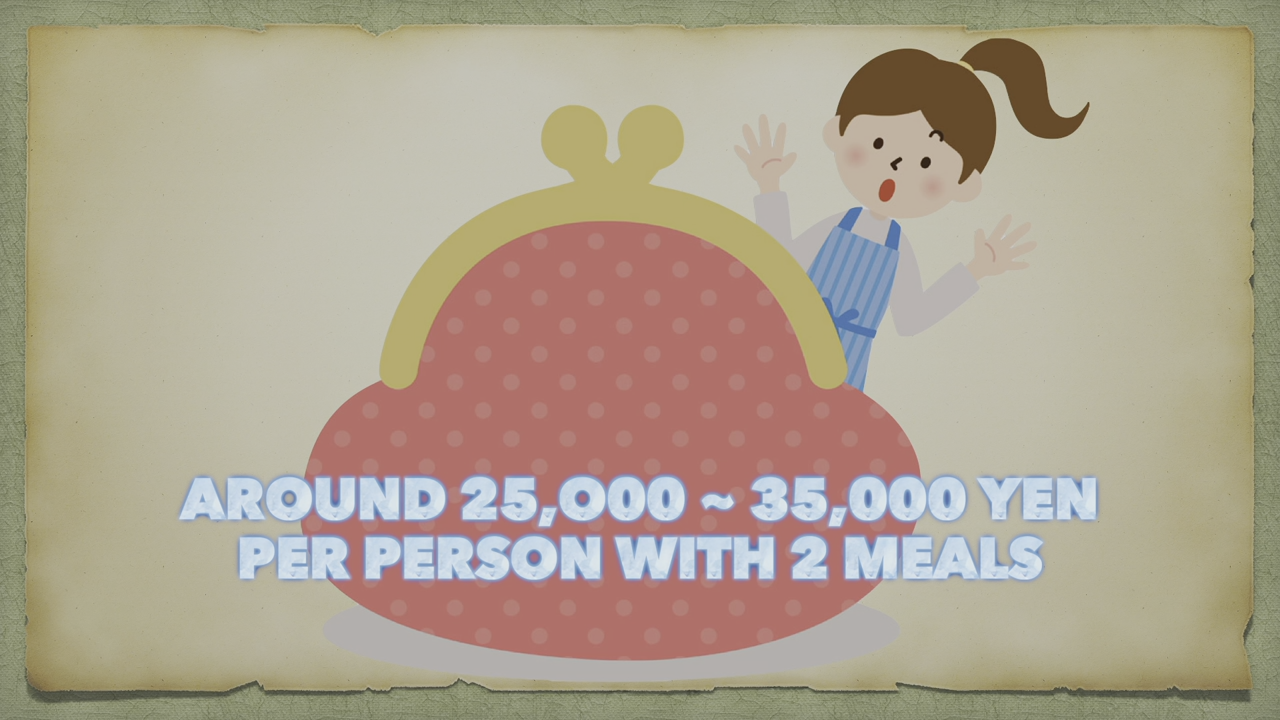 AROUND 25,000 ~ 35,000 YEN
PER PERSON WITH 2 MEALS